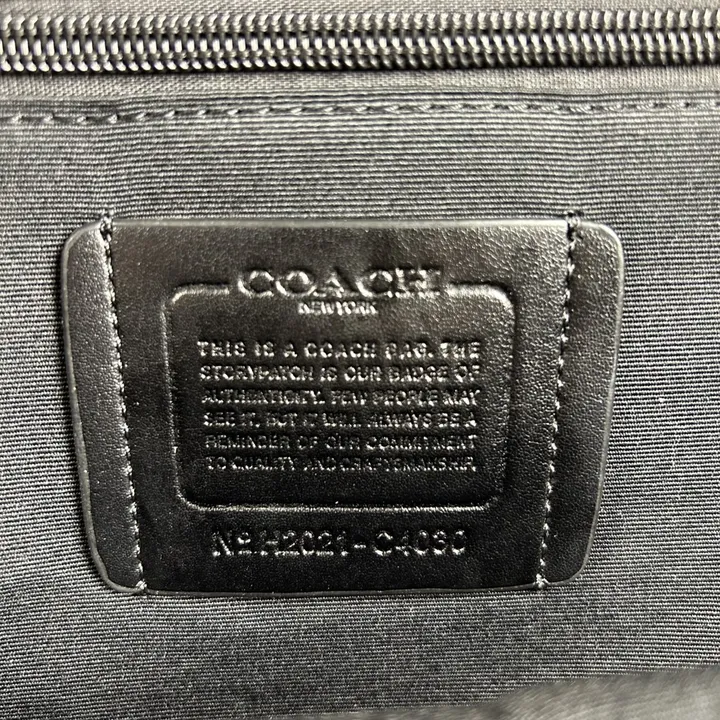 COACH
NEW YORK
THIS IS A COACH BAG. THE
STORYPATCH IS OUR BADGE OF
AUTHENTICITY. FEW PEOPLE MAY
SEE IT, BUT IT WILL ALWAYS BE A
REMINDER OF OUR COMMITMENT
TO QUALITY AND CRAFTSMANSHIP.
Nº H2021-C4030